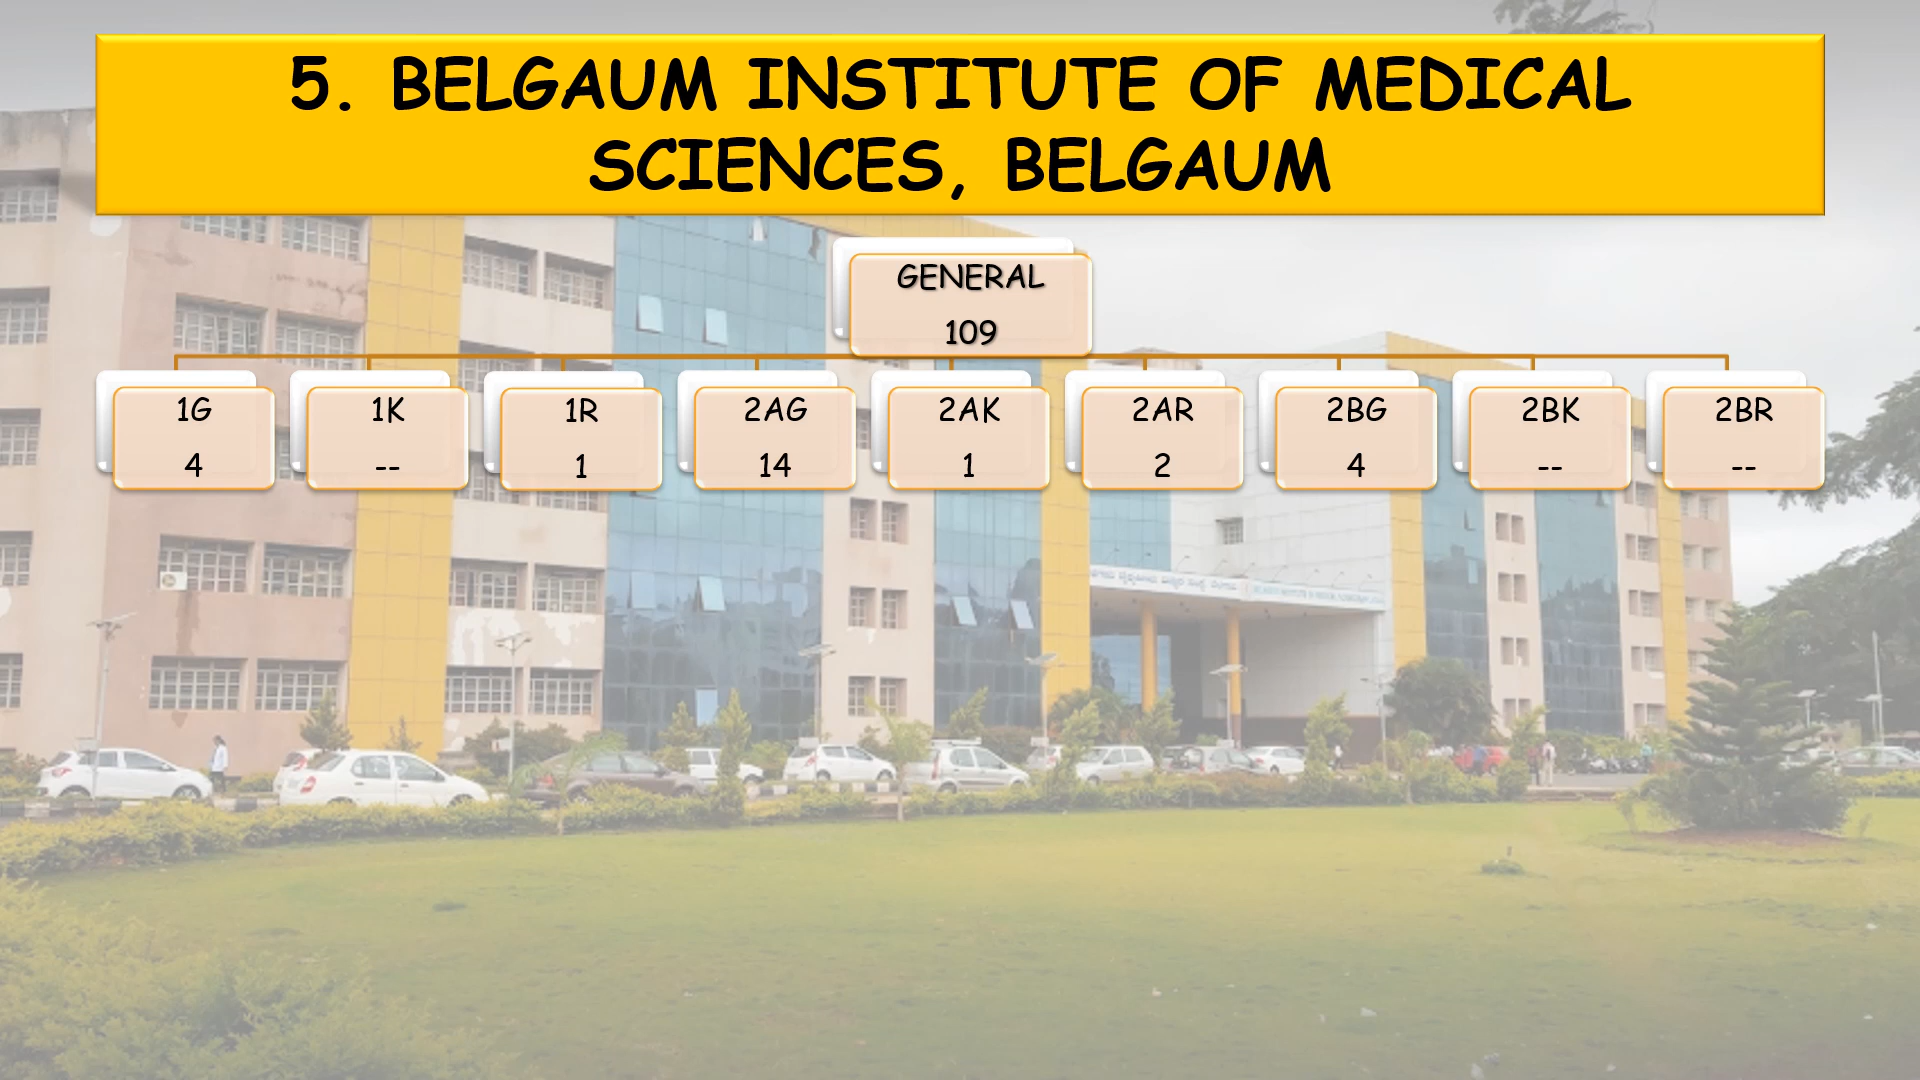 5. BELGAUM INSTITUTE OF MEDICAL
SCIENCES, BELGAUM
GENERAL
109
1G
4
1K
--
1R
1
2AG
14
2AK
1
2AR
2
2BG
4
2BK
--
2BR
--